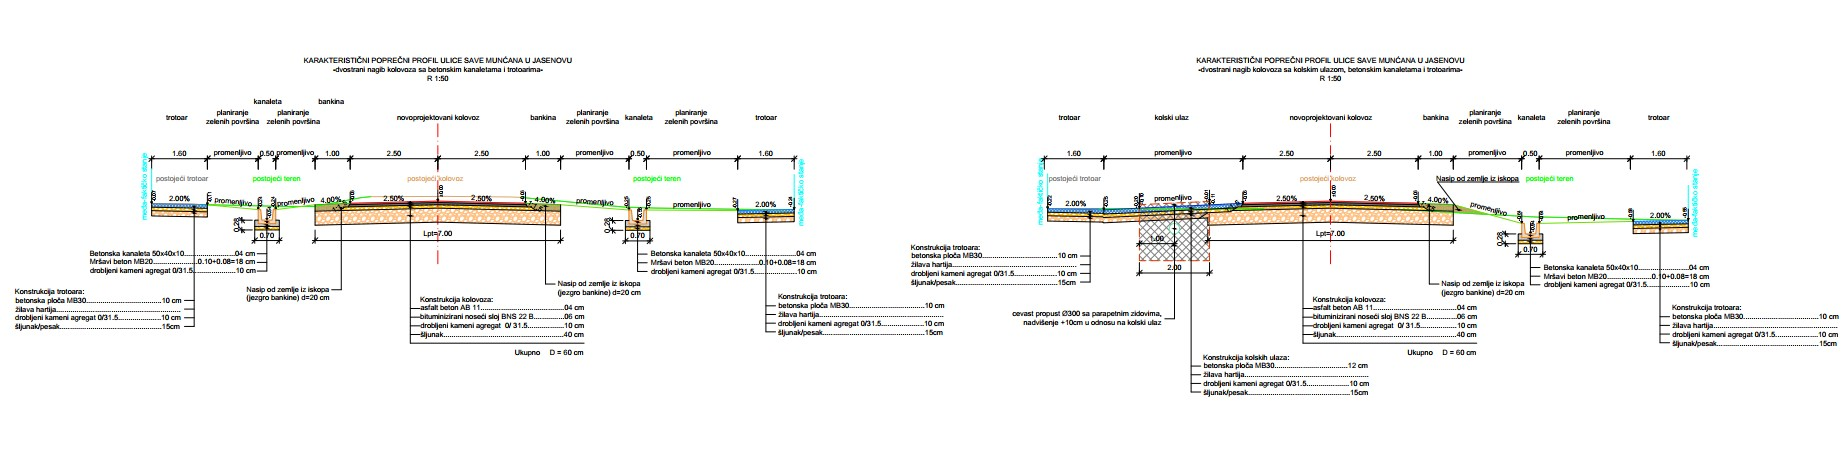 KARAKTERISTIČNI POPREČNI PROFIL ULICE SAVE MUNĆANA U JASENOVU
-dvostrani nagib kolovoza sa betonskim kanaletama i trotoarima-
R 1:50
kanaleta bankina
trotoar planiranje zelenih površina planiranje zelenih površina novoprojektovani kolovoz bankina planiranje zelenih površina kanaleta planiranje zelenih površina trotoar
1.60 promenljivo 0.50 promenljivo 1.00 2.50 2.50 1.00 promenljivo 0.50 promenljivo 1.60
postojeći trotoar postojeći teren postojeći kolovoz postojeći teren
2.00% promenljivo promenljivo 4.00% 2.50% 2.50% 4.00% promenljivo promenljivo 2.00%
0.28 0.70 Lpt=7.00 0.28 0.70
Betonska kanaleta 50x40x10 04 cm
Mršavi beton MB20 0.10+0.08=18 cm
drobljeni kameni agregat 0/31.5 10 cm
Betonska kanaleta 50x40x10 04 cm
Mršavi beton MB20 0.10+0.08=18 cm
drobljeni kameni agregat 0/31.5 10 cm
Nasip od zemlje iz iskopa
(jezgro bankine) d=20 cm
Nasip od zemlje iz iskopa
(jezgro bankine) d=20 cm
Konstrukcija trotoara:
betonska ploča MB30 10 cm
žilava hartija
drobljeni kameni agregat 0/31.5 10 cm
šljunak/pesak 15cm
Konstrukcija kolovoza:
asfalt beton AB 11 04 cm
bituminizirani noseći sloj BNS 22 B 06 cm
drobljeni kameni agregat 0/ 31.5 10 cm
šljunak 40 cm
Ukupno D = 60 cm
Konstrukcija trotoara:
betonska ploča MB30 10 cm
žilava hartija
drobljeni kameni agregat 0/31.5 10 cm
šljunak/pesak 15cm
KARAKTERISTIČNI POPREČNI PROFIL ULICE SAVE MUNĆANA U JASENOVU
-dvostrani nagib kolovoza sa kolskim ulazom, betonskim kanaletama i trotoarima-
R 1:50
trotoar kolski ulaz novoprojektovani kolovoz bankina planiranje zelenih površina kanaleta planiranje zelenih površina trotoar
1.60 promenljivo 2.50 2.50 1.00 promenljivo 0.50 promenljivo 1.60
postojeći trotoar postojeći kolovoz Nasip od zemlje iz iskopa postojeći teren
2.00% promenljivo 2.50% 2.50% 4.0% promenljivo promenljivo 2.00%
1.00 Lpt=7.00 0.28 0.70
2.00
Konstrukcija trotoara:
betonska ploča MB30 10 cm
žilava hartija
drobljeni kameni agregat 0/31.5 10 cm
šljunak/pesak 15cm
cevast propust Ø300 sa parapetnim zidovima,
nadvišenje +10cm u odnosu na kolski ulaz
Konstrukcija kolskih ulaza:
betonska ploča MB30 12 cm
žilava hartija
drobljeni kameni agregat 0/31.5 10 cm
šljunak/pesak 15cm
Konstrukcija kolovoza:
asfalt beton AB 11 04 cm
bituminizirani noseći sloj BNS 22 B 06 cm
drobljeni kameni agregat 0/ 31.5 10 cm
šljunak 40 cm
Ukupno D = 60 cm
Nasip od zemlje iz iskopa
(jezgro bankine) d=20 cm
Betonska kanaleta 50x40x10 04 cm
Mršavi beton MB20 0.10+0.08=18 cm
drobljeni kameni agregat 0/31.5 10 cm
Konstrukcija trotoara:
betonska ploča MB30 10 cm
žilava hartija
drobljeni kameni agregat 0/31.5 10 cm
šljunak/pesak 15cm